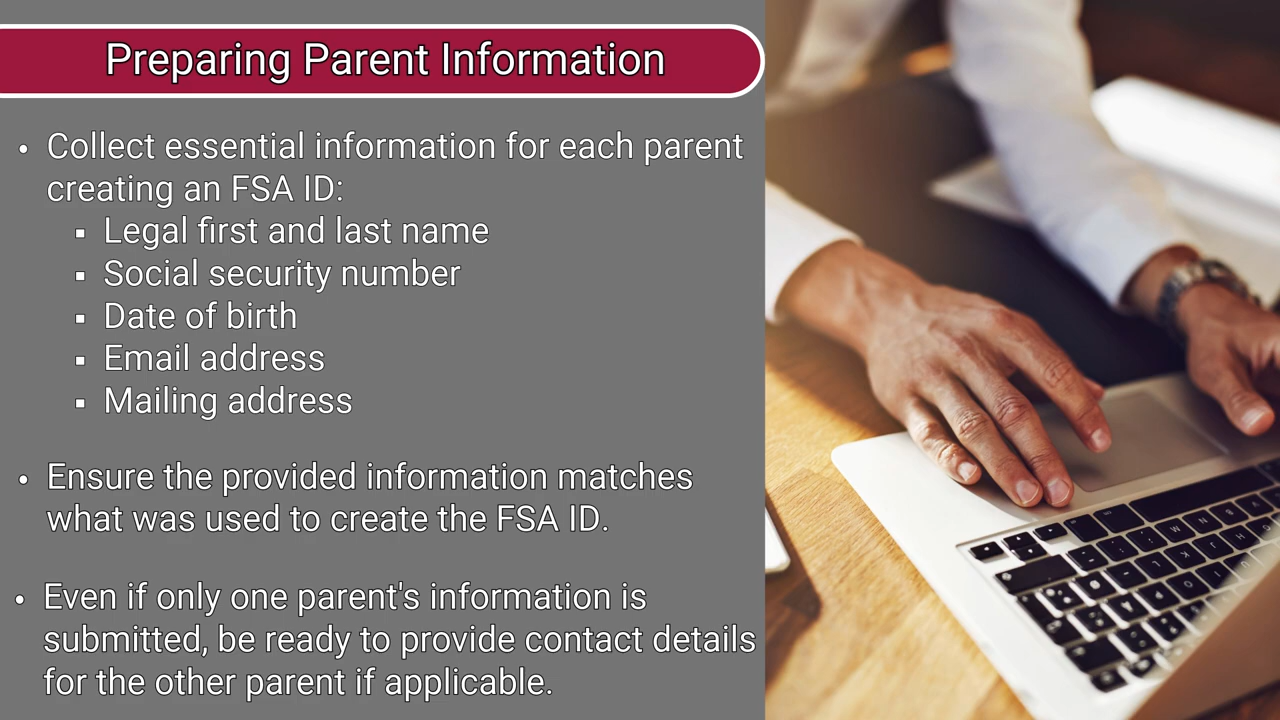 Preparing Parent Information
• Collect essential information for each parent
creating an FSA ID:
▪ Legal first and last name
▪ Social security number
▪ Date of birth
▪ Email address
▪ Mailing address
• Ensure the provided information matches
what was used to create the FSA ID.
• Even if only one parent's information is
submitted, be ready to provide contact details
for the other parent if applicable.